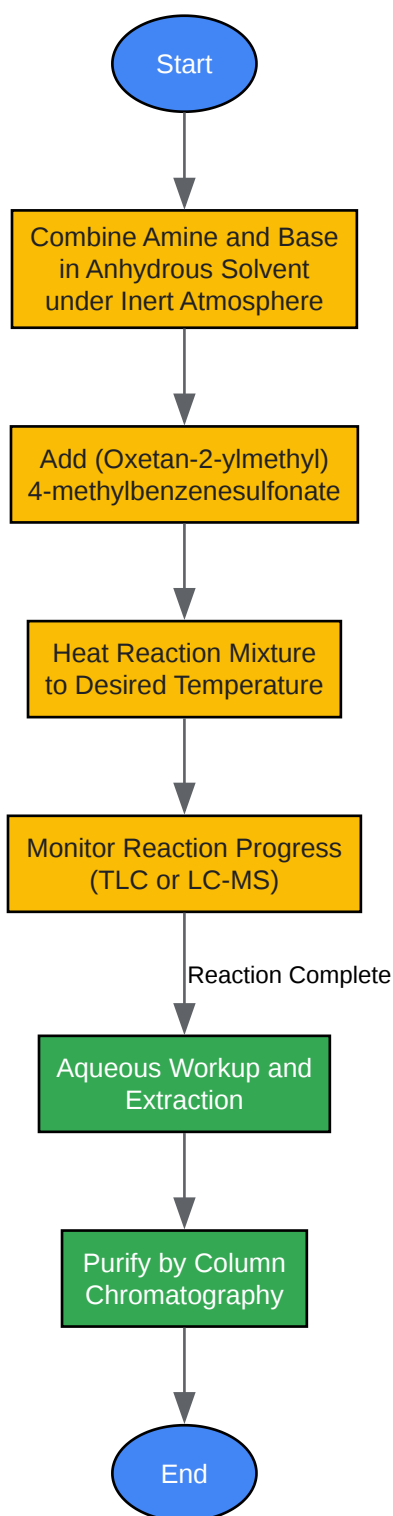 Start
Combine Amine and Base
in Anhydrous Solvent
under Inert Atmosphere
Add (Oxetan-2-ylmethyl)
4-methylbenzenesulfonate
Heat Reaction Mixture
to Desired Temperature
Monitor Reaction Progress
(TLC or LC-MS)
Reaction Complete
Aqueous Workup and
Extraction
Purify by Column
Chromatography
End